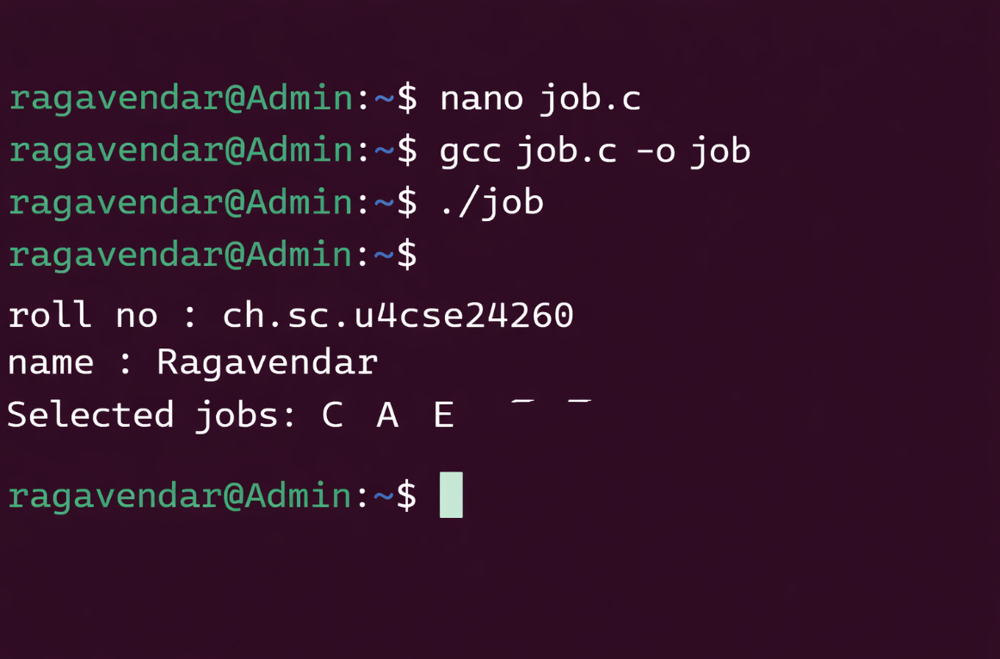 ragavendar@Admin:~$ nano job.c
ragavendar@Admin:~$ gcc job.c -o job
ragavendar@Admin:~$ ./job
ragavendar@Admin:~$
roll no : ch.sc.u4cse24260
name : Ragavendar
Selected jobs: C A E
ragavendar@Admin:~$